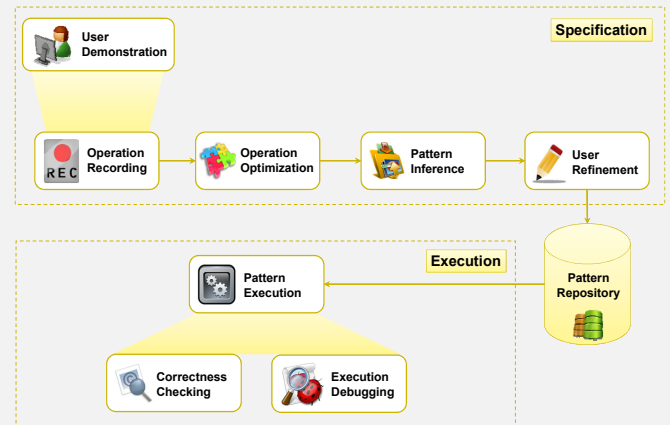 Specification
User
Demonstration
REC
Operation
Recording
Operation
Optimization
Pattern
Inference
User
Refinement
Execution
Pattern
Execution
Pattern
Repository
Correctness
Checking
Execution
Debugging